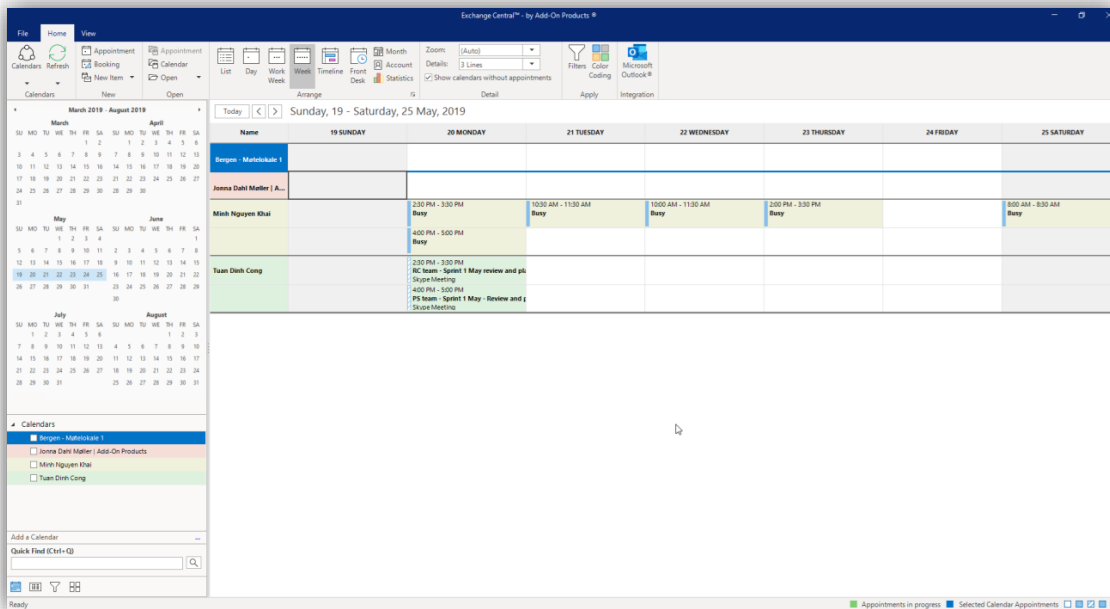 Exchange Central™ - by Add-On Products ®
File Home View
Calendars Refresh
Appointment
Booking
New Item
Appointment
Calendar
Open
List Day Work Week Week Timeline Front Desk
Month
Account
Statistics
Zoom: (Auto)
Details: 3 Lines
Show calendars without appointments
Filters Color Coding Microsoft Outlook®
Calendars New Open Arrange Detail Apply Integration
March 2019 - August 2019
March April
SU MO TU WE TH FR SA SU MO TU WE TH FR SA
1 2 1 2 3 4 5 6
3 4 5 6 7 8 9 7 8 9 10 11 12 13
10 11 12 13 14 15 16 14 15 16 17 18 19 20
17 18 19 20 21 22 23 21 22 23 24 25 26 27
24 25 26 27 28 29 30 28 29 30
31
May June
SU MO TU WE TH FR SA SU MO TU WE TH FR SA
1 2 3 4 1
5 6 7 8 9 10 11 2 3 4 5 6 7 8
12 13 14 15 16 17 18 9 10 11 12 13 14 15
19 20 21 22 23 24 25 16 17 18 19 20 21 22
26 27 28 29 30 31 23 24 25 26 27 28 29
30
July August
SU MO TU WE TH FR SA SU MO TU WE TH FR SA
1 2 3 4 5 6 1 2 3
7 8 9 10 11 12 13 4 5 6 7 8 9 10
14 15 16 17 18 19 20 11 12 13 14 15 16 17
21 22 23 24 25 26 27 18 19 20 21 22 23 24
28 29 30 31 25 26 27 28 29 30 31
Calendars
Bergen - Møtelokale 1
Jonna Dahl Møller | Add-On Products
Minh Nguyen Khai
Tuan Dinh Cong
Add a Calendar ...
Quick Find (Ctrl+Q)
Today < > Sunday, 19 - Saturday, 25 May, 2019
Name 19 SUNDAY 20 MONDAY 21 TUESDAY 22 WEDNESDAY 23 THURSDAY 24 FRIDAY 25 SATURDAY
Bergen - Møtelokale 1
Jonna Dahl Møller | A...
Minh Nguyen Khai
2:30 PM - 3:30 PM
Busy
10:30 AM - 11:30 AM
Busy
10:00 AM - 11:30 AM
Busy
2:00 PM - 3:30 PM
Busy
8:00 AM - 8:30 AM
Busy
4:00 PM - 5:00 PM
Busy
Tuan Dinh Cong
2:30 PM - 3:30 PM
RC team - Sprint 1 May review and pla
Skype Meeting
4:00 PM - 5:00 PM
PS team - Sprint 1 May - Review and p
Skype Meeting
Ready
Appointments in progress Selected Calendar Appointments